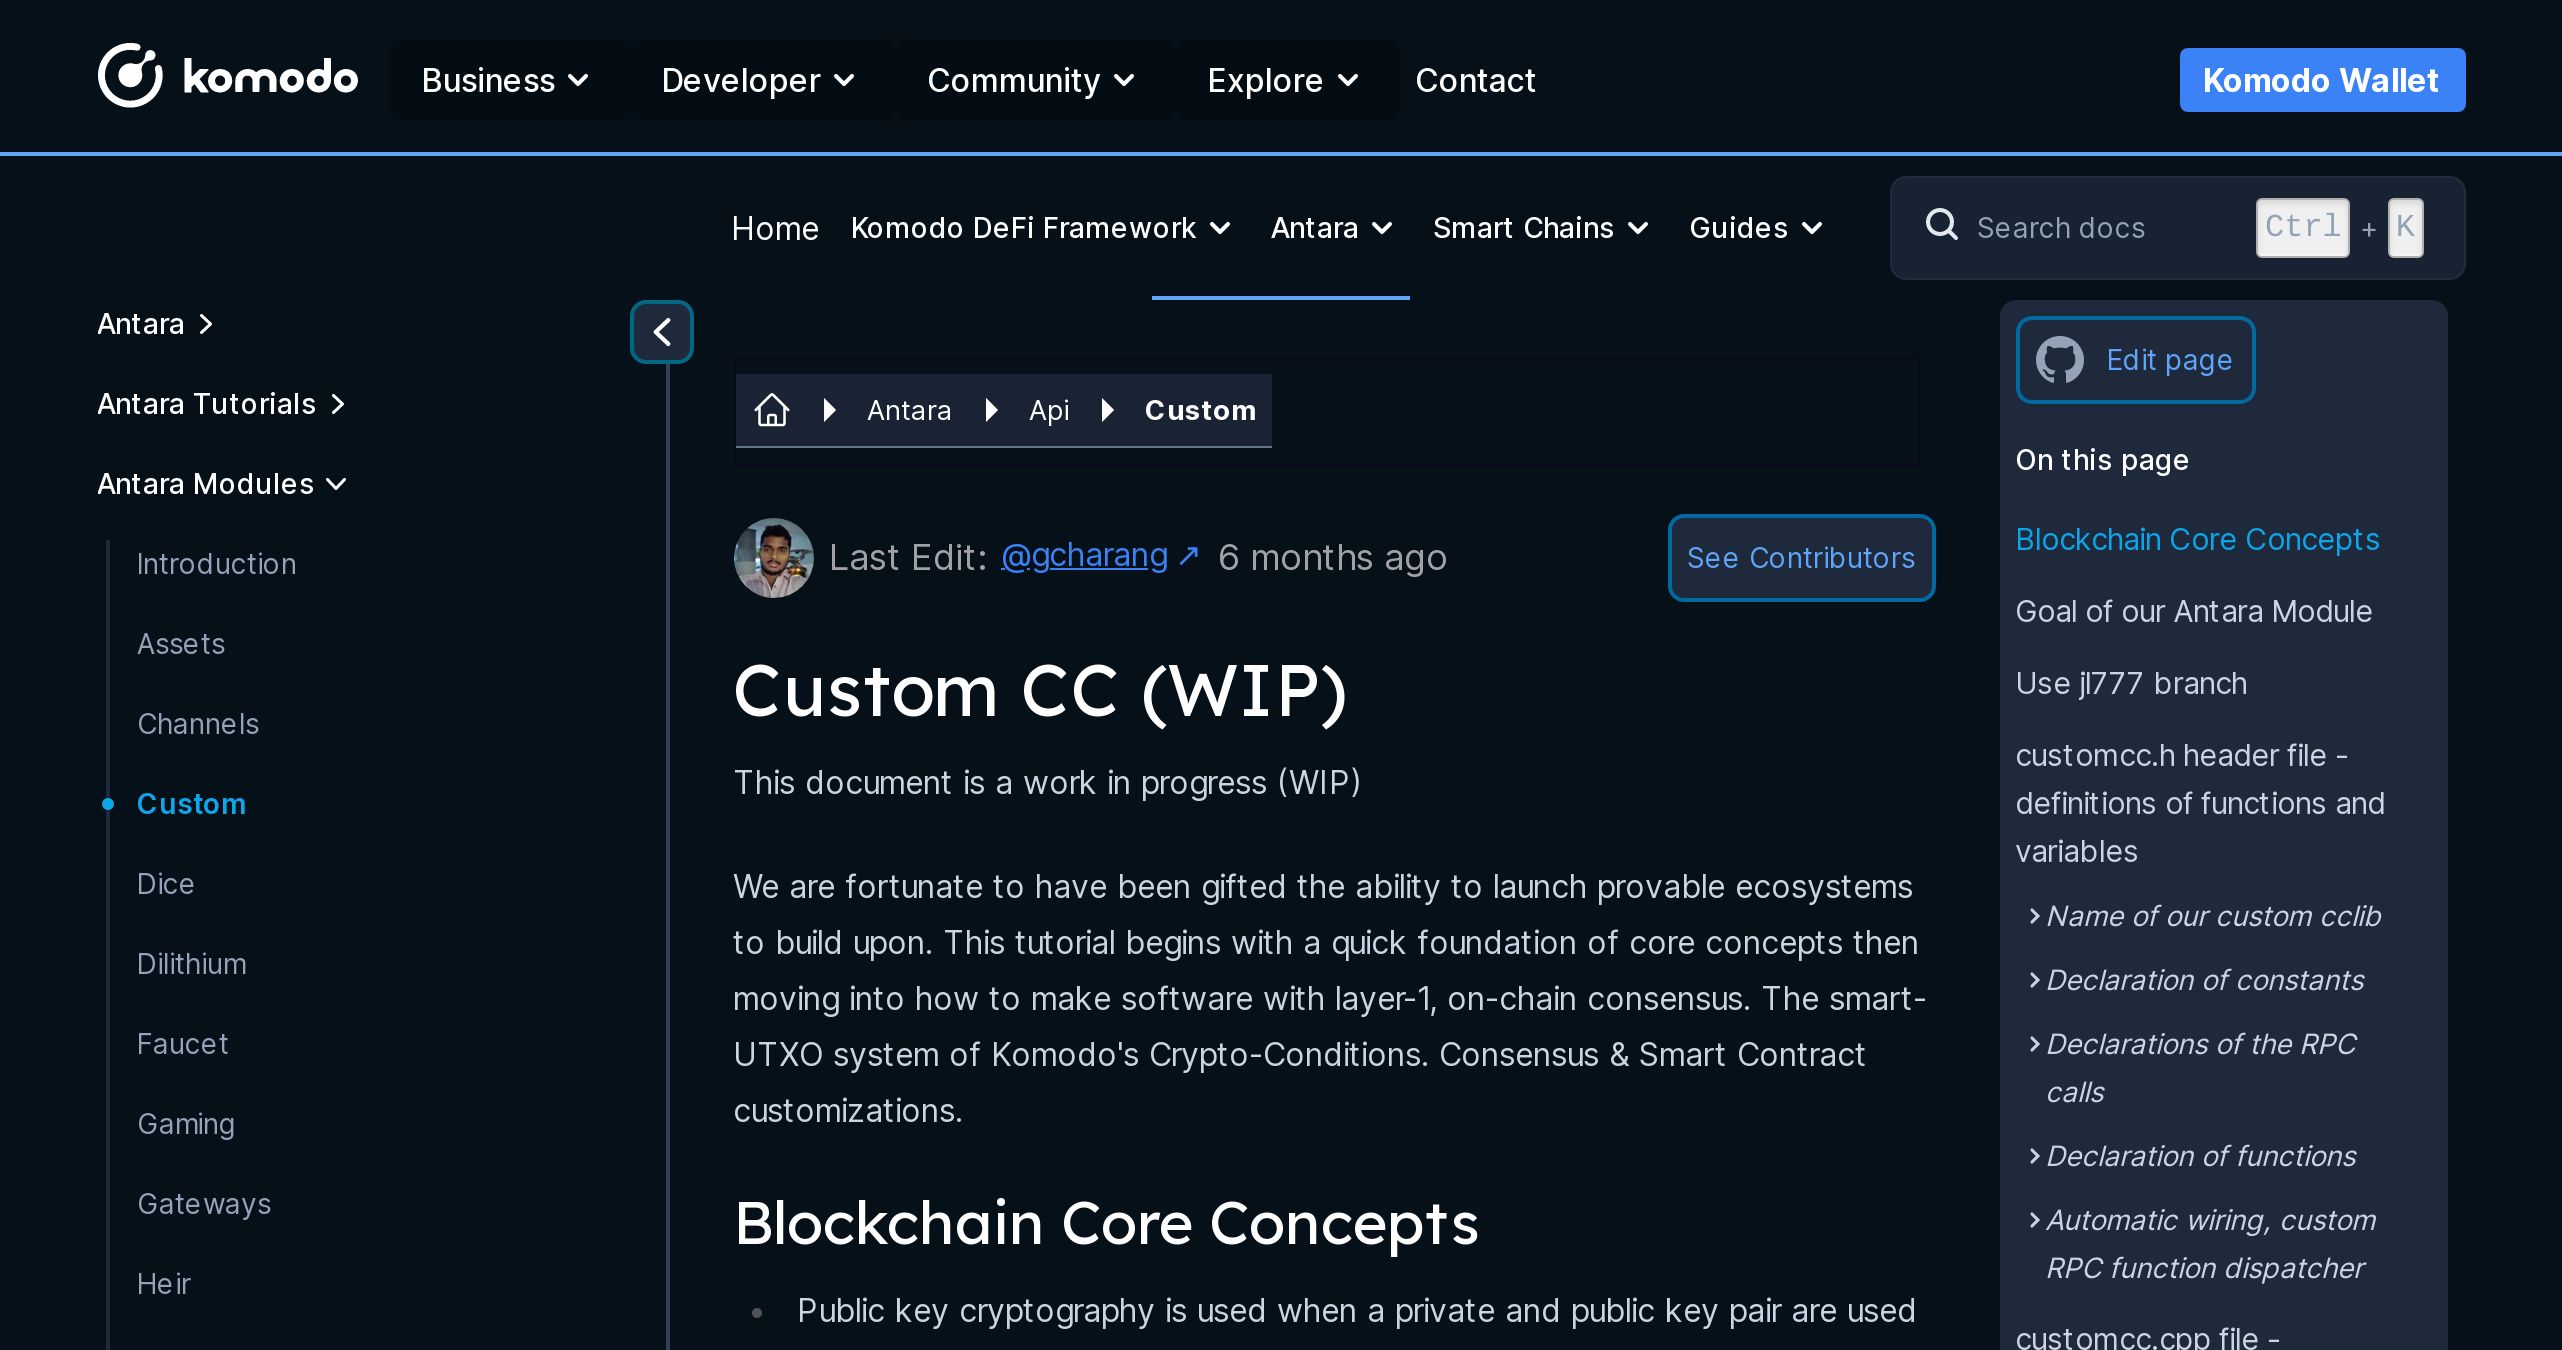 komodo
Business
Developer
Community
Explore
Contact
Komodo Wallet
Home
Komodo DeFi Framework
Antara
Smart Chains
Guides
Search docs
Ctrl + K
Antara
Antara Tutorials
Antara Modules
Introduction
Assets
Channels
Custom
Dice
Dilithium
Faucet
Gaming
Gateways
Heir
Antara
Api
Custom
Last Edit: @gcharang ↗ 6 months ago
See Contributors
Custom CC (WIP)
This document is a work in progress (WIP)
We are fortunate to have been gifted the ability to launch provable ecosystems
to build upon. This tutorial begins with a quick foundation of core concepts then
moving into how to make software with layer-1, on-chain consensus. The smart-
UTXO system of Komodo's Crypto-Conditions. Consensus & Smart Contract
customizations.
Blockchain Core Concepts
• Public key cryptography is used when a private and public key pair are used
Edit page
On this page
Blockchain Core Concepts
Goal of our Antara Module
Use jl777 branch
customcc.h header file -
definitions of functions and
variables
Name of our custom cclib
Declaration of constants
Declarations of the RPC
calls
Declaration of functions
Automatic wiring, custom
RPC function dispatcher
customcc.cpp file -